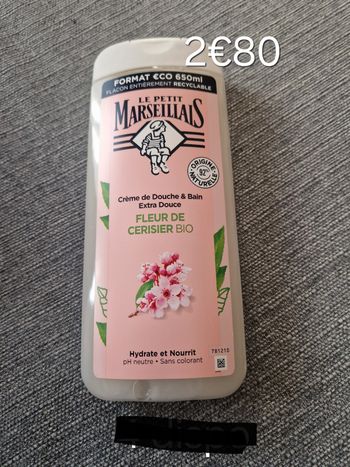 2€80
FORMAT €CO 650ml
FLACON ENTIÈREMENT RECYCLABLE
LE PETIT
MARSEILLAIS
ORIGINE
92%
NATURELLE
Crème de Douche & Bain
Extra Douce
FLEUR DE
CERISIER BIO
Hydrate et Nourrit
pH neutre • Sans colorant
781210